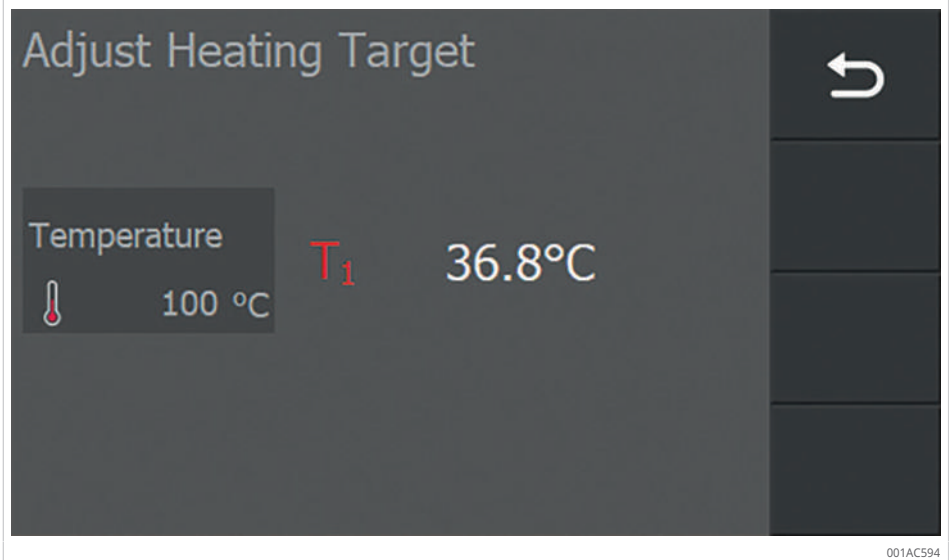 Adjust Heating Target
Temperature
100 °C
T₁
36.8°C
001AC594